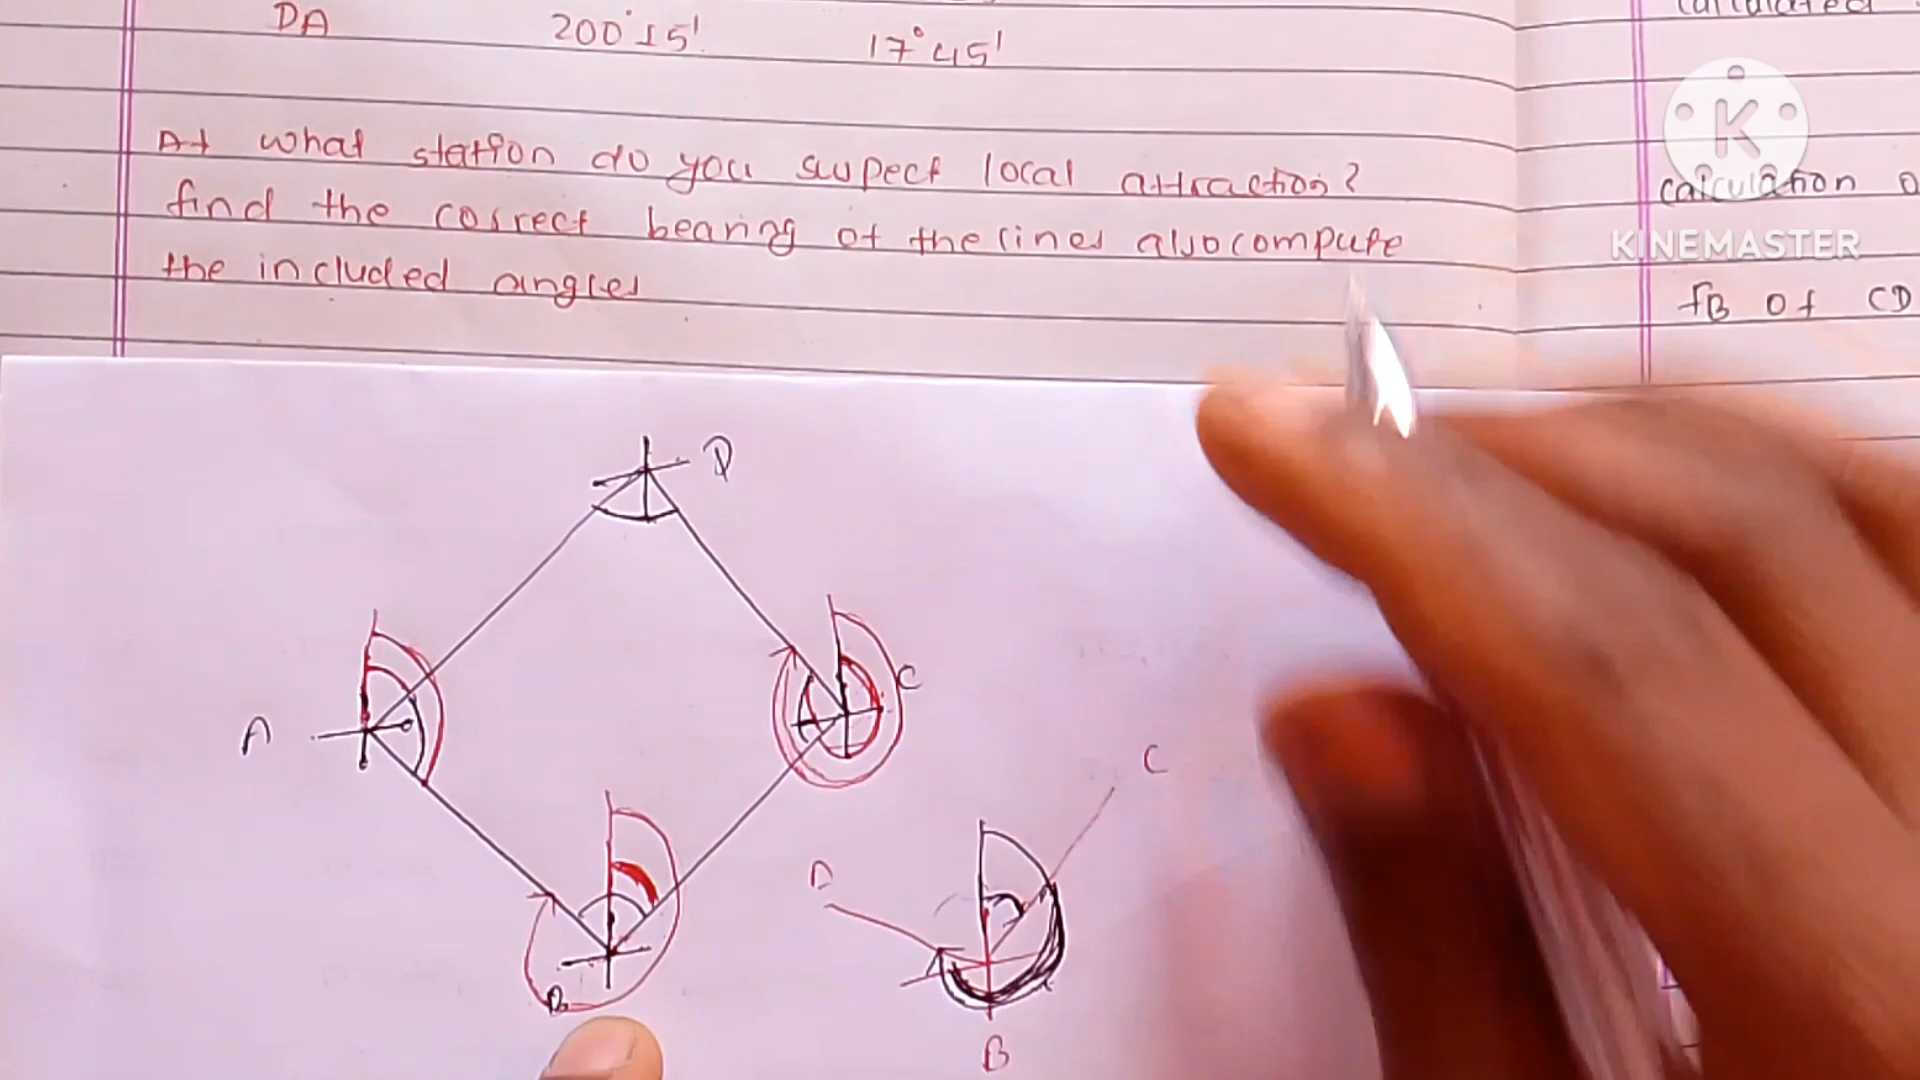 DA 200°15' 17°45'
At what station do you suspect local attraction?
find the correct bearing of the lines also compute
the included angles
calculated
calculation o
FB of CD
K
KINEMASTER
D
A
C
B
A
C
B